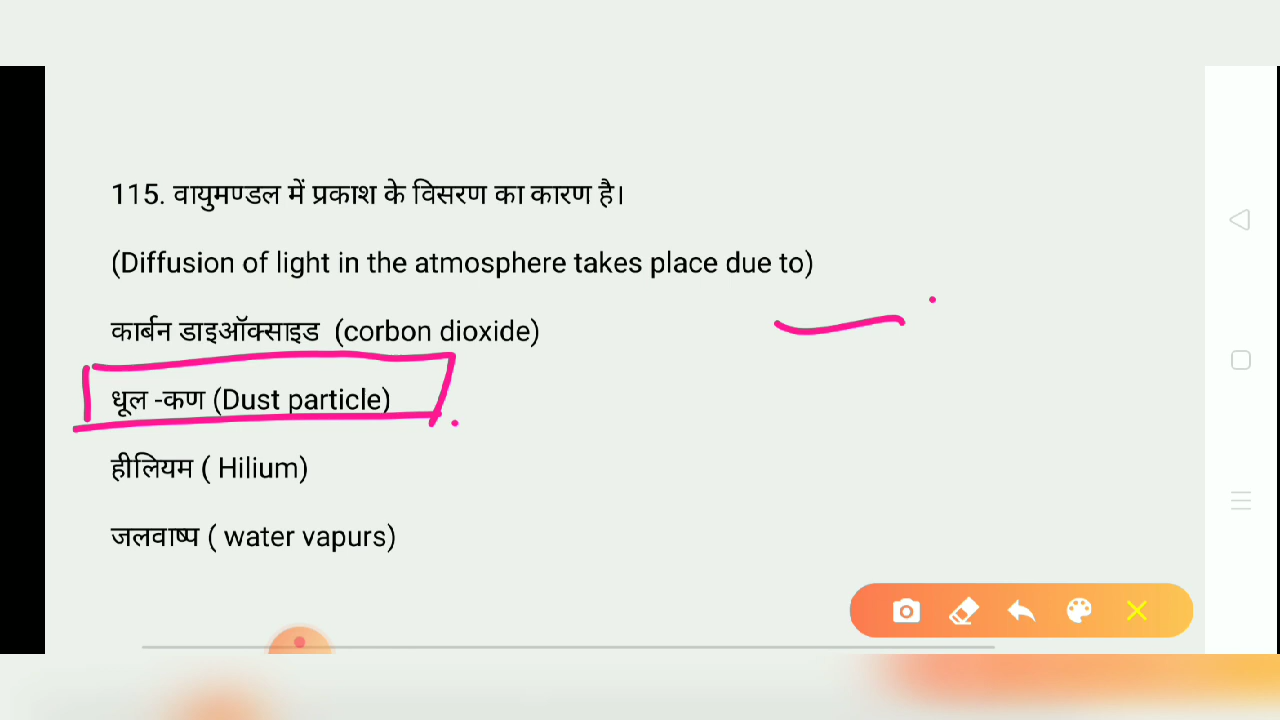 115. वायुमण्डल में प्रकाश के विसरण का कारण है।
(Diffusion of light in the atmosphere takes place due to)
कार्बन डाइऑक्साइड (corbon dioxide)
धूल -कण (Dust particle)
हीलियम ( Hilium)
जलवाष्प ( water vapurs)